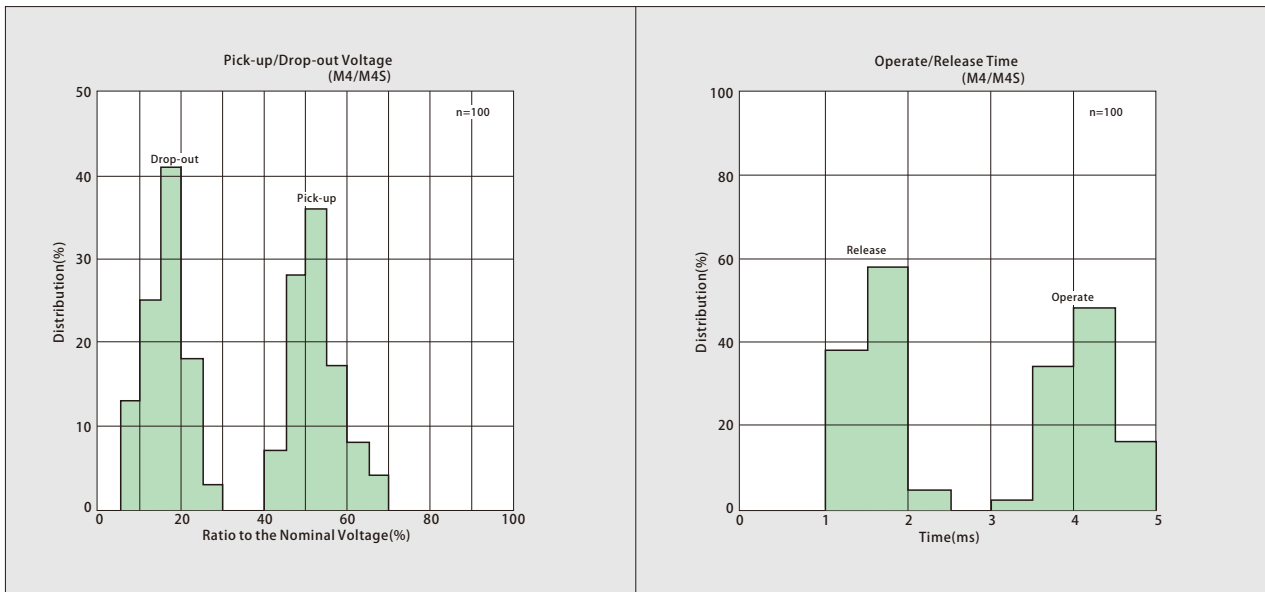 Pick-up/Drop-out Voltage
(M4/M4S)
50
n=100
Drop-out
40
Pick-up
30
Distribution(%)
20
10
0
0 20 40 60 80 100
Ratio to the Nominal Voltage(%)
Operate/Release Time
(M4/M4S)
100
n=100
80
60
Release
Operate
Distribution(%)
40
20
0
0 1 2 3 4 5
Time(ms)